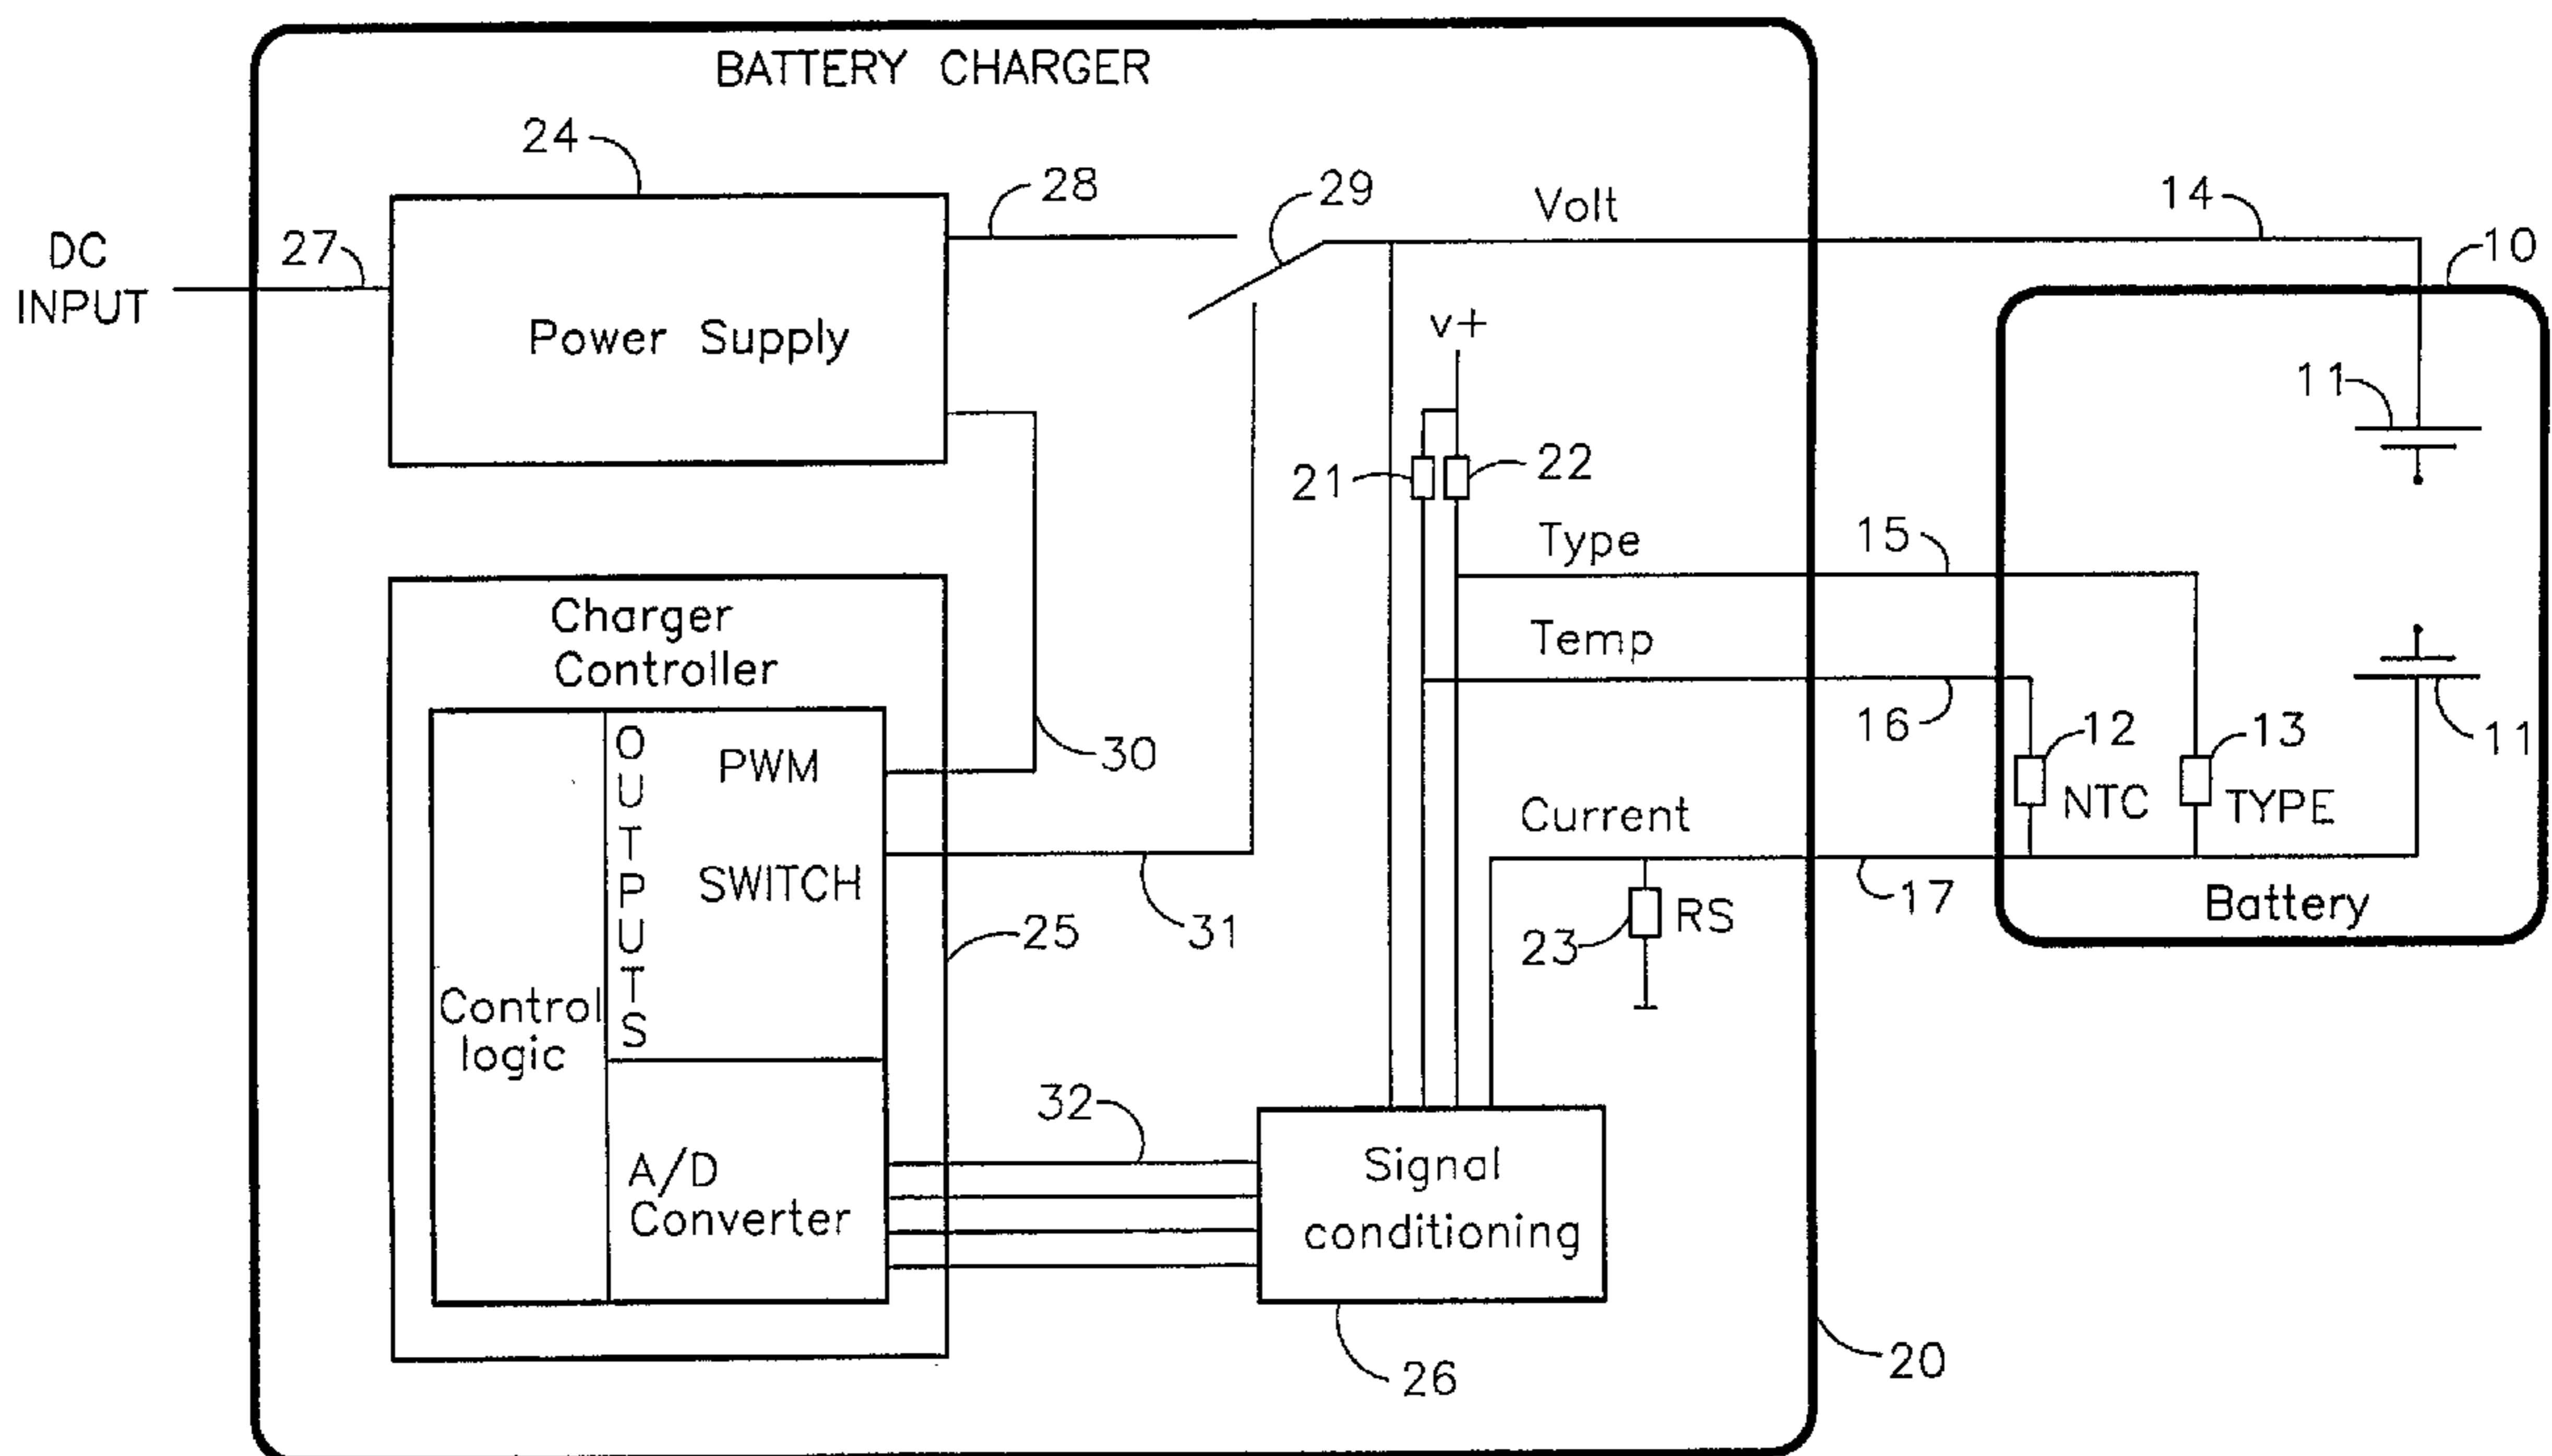 BATTERY CHARGER
24
28
29
Volt
14
10
DC
INPUT
27
Power Supply
v+
11
21
22
Type
15
Charger
Controller
Temp
16
12
13
11
NTC
TYPE
OUTPUTS
PWM
30
SWITCH
31
25
Current
17
23
RS
Battery
Control
logic
32
A/D
Converter
Signal
conditioning
26
20